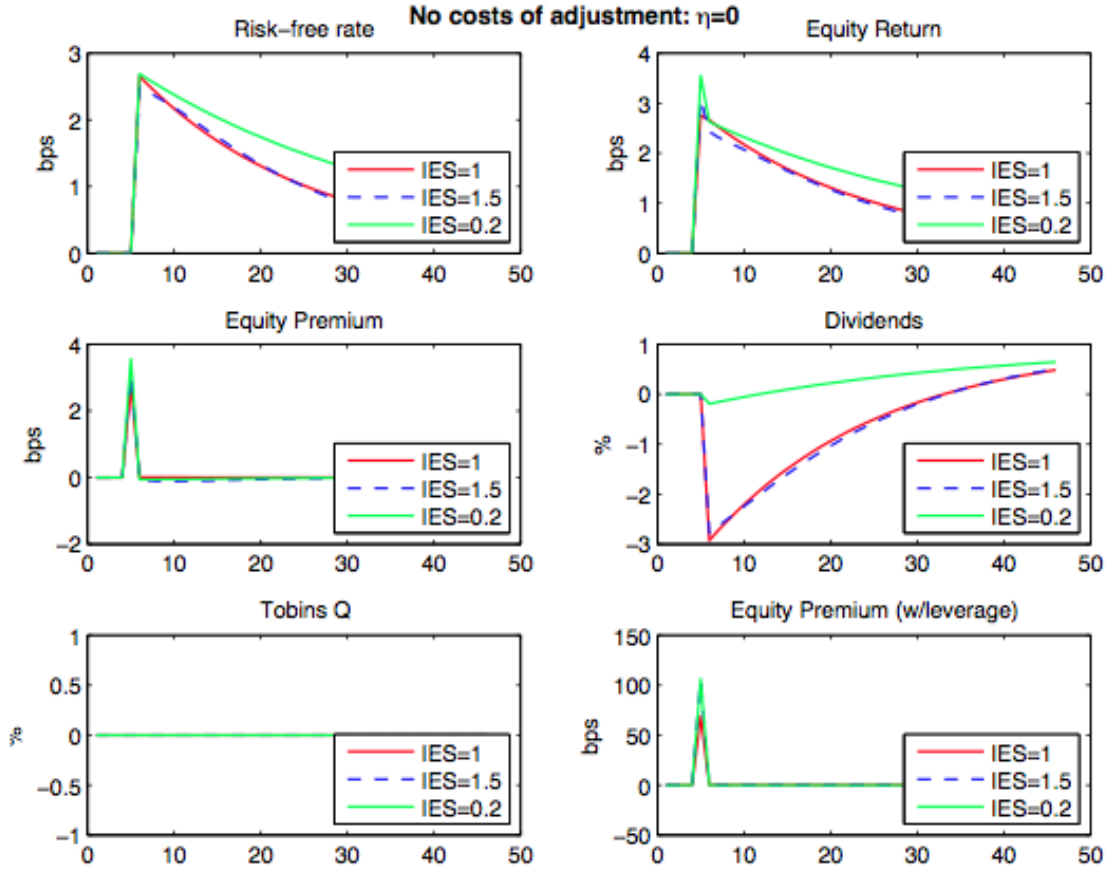 No costs of adjustment: η=0
Risk−free rate
Equity Return
3
2
1
0
bps
0 10 20 30 40 50
IES=1
IES=1.5
IES=0.2
4
3
2
1
0
bps
0 10 20 30 40 50
IES=1
IES=1.5
IES=0.2
Equity Premium
Dividends
4
2
0
−2
bps
0 10 20 30 40 50
IES=1
IES=1.5
IES=0.2
1
0
−1
−2
−3
%
0 10 20 30 40 50
IES=1
IES=1.5
IES=0.2
Tobins Q
Equity Premium (w/leverage)
1
0.5
0
−0.5
−1
%
0 10 20 30 40 50
IES=1
IES=1.5
IES=0.2
150
100
50
0
−50
bps
0 10 20 30 40 50
IES=1
IES=1.5
IES=0.2